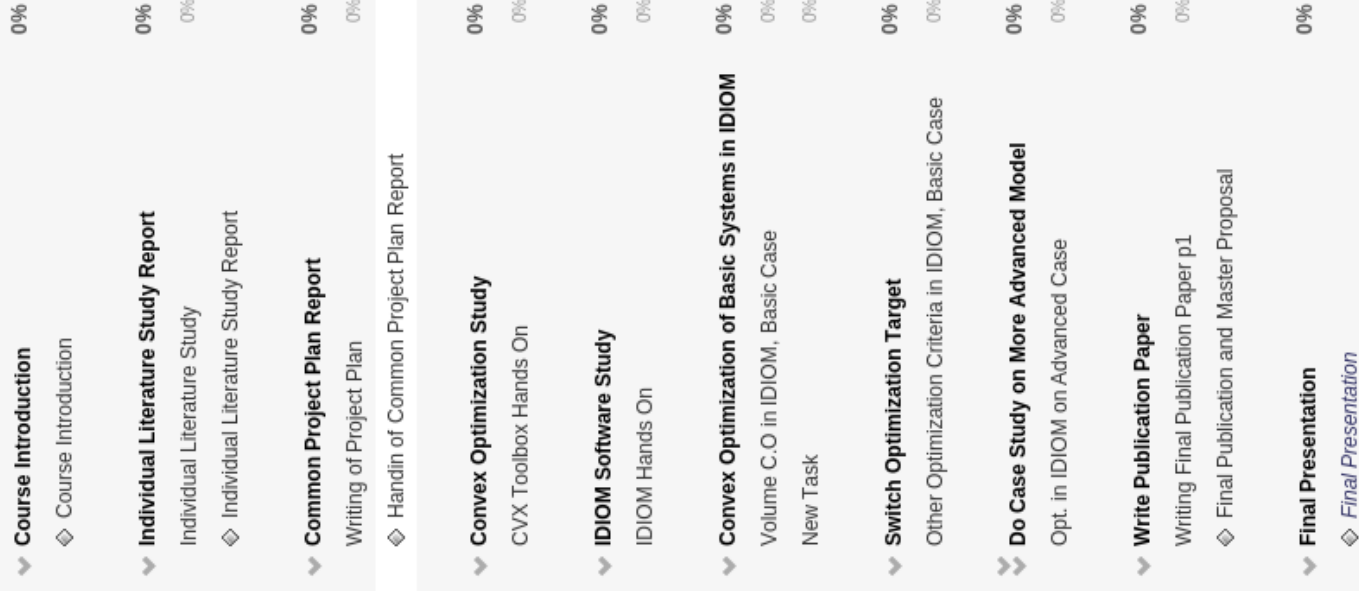 Course Introduction 0%
Course Introduction
Individual Literature Study Report 0%
Individual Literature Study 0%
Individual Literature Study Report
Common Project Plan Report 0%
Writing of Project Plan 0%
Handin of Common Project Plan Report
Convex Optimization Study 0%
CVX Toolbox Hands On 0%
IDIOM Software Study 0%
IDIOM Hands On 0%
Convex Optimization of Basic Systems in IDIOM 0%
Volume C.O in IDIOM, Basic Case 0%
New Task 0%
Switch Optimization Target 0%
Other Optimization Criteria in IDIOM, Basic Case 0%
Do Case Study on More Advanced Model 0%
Opt. in IDIOM on Advanced Case 0%
Write Publication Paper 0%
Writing Final Publication Paper p1 0%
Final Publication and Master Proposal
Final Presentation 0%
Final Presentation